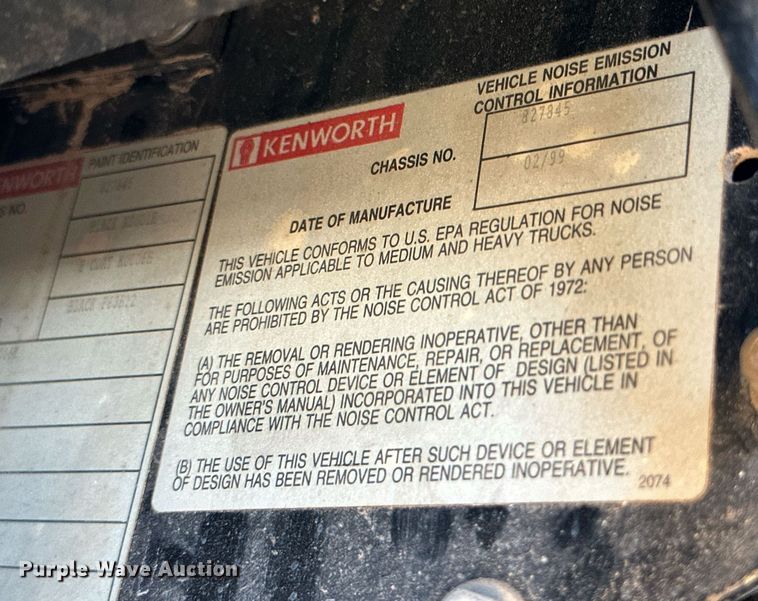 PAINT IDENTIFICATION
KENWORTH
VEHICLE NOISE EMISSION
CONTROL INFORMATION
CHASSIS NO.
827845
DATE OF MANUFACTURE
02/99
THIS VEHICLE CONFORMS TO U.S. EPA REGULATION FOR NOISE
EMISSION APPLICABLE TO MEDIUM AND HEAVY TRUCKS.
THE FOLLOWING ACTS OR THE CAUSING THEREOF BY ANY PERSON
ARE PROHIBITED BY THE NOISE CONTROL ACT OF 1972:
(A) THE REMOVAL OR RENDERING INOPERATIVE, OTHER THAN
FOR PURPOSES OF MAINTENANCE, REPAIR, OR REPLACEMENT, OF
ANY NOISE CONTROL DEVICE OR ELEMENT OF DESIGN (LISTED IN
THE OWNER'S MANUAL) INCORPORATED INTO THIS VEHICLE IN
COMPLIANCE WITH THE NOISE CONTROL ACT.
(B) THE USE OF THIS VEHICLE AFTER SUCH DEVICE OR ELEMENT
OF DESIGN HAS BEEN REMOVED OR RENDERED INOPERATIVE.
2074
Purple Wave Auction